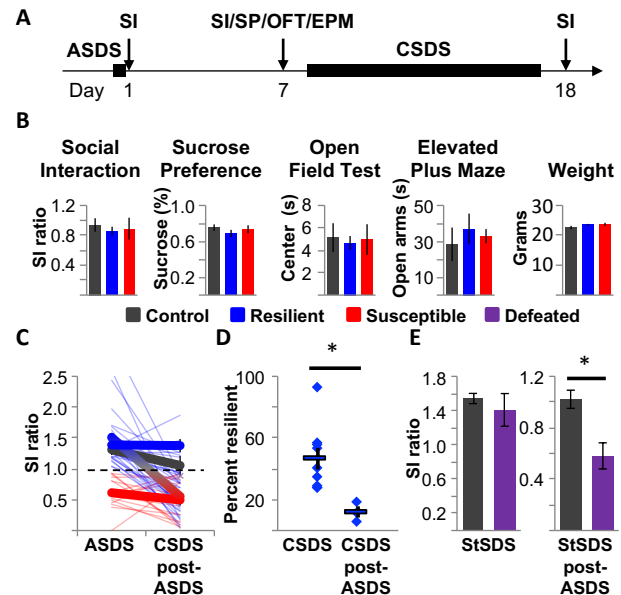 A
SI SI/SP/OFT/EPM SI
ASDS CSDS
Day 1 7 18
B
Social Interaction Sucrose Preference Open Field Test Elevated Plus Maze Weight
SI ratio
1.2
0.8
0.4
Sucrose (%)
1.0
0.6
0.2
Center (s)
8
6
4
2
Open arms (s)
50
30
10
Grams
30
20
10
Control Resilient Susceptible Defeated
C
SI ratio
2.5
2.0
1.5
1.0
0.5
ASDS CSDS
post-
ASDS
D
*
Percent resilient
100
60
20
CSDS CSDS
post-
ASDS
E
*
SI ratio
1.8
1.4
1.0
0.6
0.2
StSDS
1.2
1.0
0.6
0.2
StSDS
post-
ASDS